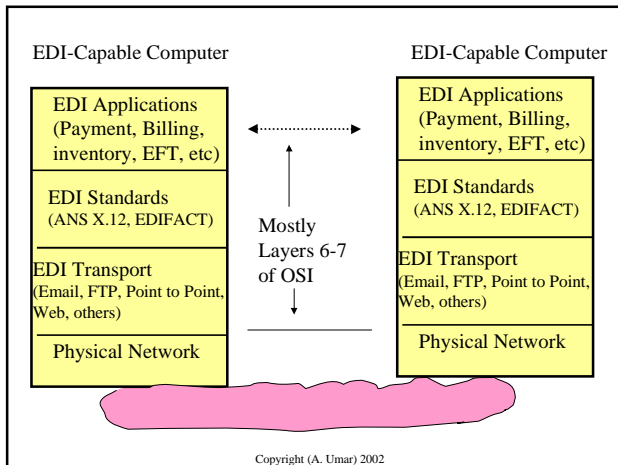 EDI-Capable Computer
EDI Applications
(Payment, Billing,
inventory, EFT, etc)
EDI Standards
(ANS X.12, EDIFACT)
EDI Transport
(Email, FTP, Point to Point,
Web, others)
Physical Network
Mostly
Layers 6-7
of OSI
EDI-Capable Computer
EDI Applications
(Payment, Billing,
inventory, EFT, etc)
EDI Standards
(ANS X.12, EDIFACT)
EDI Transport
(Email, FTP, Point to Point,
Web, others)
Physical Network
Copyright (A. Umar) 2002